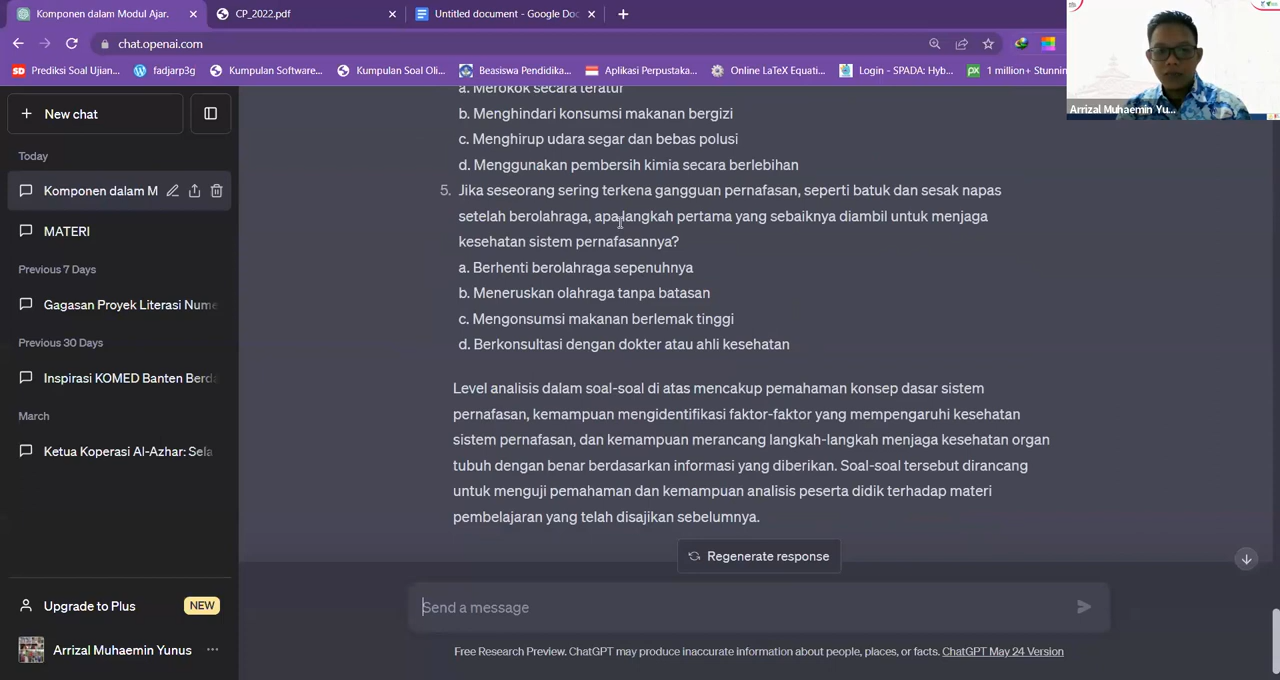 Komponen dalam Modul Ajar.
CP_2022.pdf
Untitled document - Google Doc
chat.openai.com
Prediksi Soal Ujian...
fadjarp3g
Kumpulan Software...
Kumpulan Soal Oli...
Beasiswa Pendidika...
Aplikasi Perpustaka...
Online LaTeX Equati...
Login - SPADA: Hyb...
1 million+ Stunnin
Arrizal Muhaemin Yu...
New chat
Today
Komponen dalam M
MATERI
Previous 7 Days
Gagasan Proyek Literasi Nume
Previous 30 Days
Inspirasi KOMED Banten Berda
March
Ketua Koperasi Al-Azhar: Sela
Upgrade to Plus
NEW
Arrizal Muhaemin Yunus
a. Merokok secara teratur
b. Menghindari konsumsi makanan bergizi
c. Menghirup udara segar dan bebas polusi
d. Menggunakan pembersih kimia secara berlebihan
5. Jika seseorang sering terkena gangguan pernafasan, seperti batuk dan sesak napas
setelah berolahraga, apa langkah pertama yang sebaiknya diambil untuk menjaga
kesehatan sistem pernafasannya?
a. Berhenti berolahraga sepenuhnya
b. Meneruskan olahraga tanpa batasan
c. Mengonsumsi makanan berlemak tinggi
d. Berkonsultasi dengan dokter atau ahli kesehatan
Level analisis dalam soal-soal di atas mencakup pemahaman konsep dasar sistem
pernafasan, kemampuan mengidentifikasi faktor-faktor yang mempengaruhi kesehatan
sistem pernafasan, dan kemampuan merancang langkah-langkah menjaga kesehatan organ
tubuh dengan benar berdasarkan informasi yang diberikan. Soal-soal tersebut dirancang
untuk menguji pemahaman dan kemampuan analisis peserta didik terhadap materi
pembelajaran yang telah disajikan sebelumnya.
Regenerate response
Send a message
Free Research Preview. ChatGPT may produce inaccurate information about people, places, or facts. ChatGPT May 24 Version